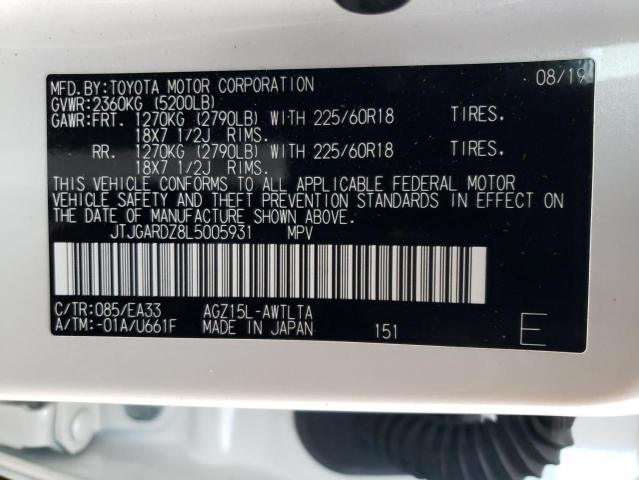 MFD.BY:TOYOTA MOTOR CORPORATION 08/19
GVWR:2360KG (5200LB)
GAWR:FRT. 1270KG (2790LB) WITH 225/60R18 TIRES.
18X7 1/2J RIMS.
RR. 1270KG (2790LB) WITH 225/60R18 TIRES.
18X7 1/2J RIMS.
THIS VEHICLE CONFORMS TO ALL APPLICABLE FEDERAL MOTOR
VEHICLE SAFETY AND THEFT PREVENTION STANDARDS IN EFFECT ON
THE DATE OF MANUFACTURE SHOWN ABOVE.
JTJGARDZ8L5005931 MPV
C/TR:085/EA33 AGZ15L-AWTLTA
A/TM:-01A/U661F MADE IN JAPAN 151 E